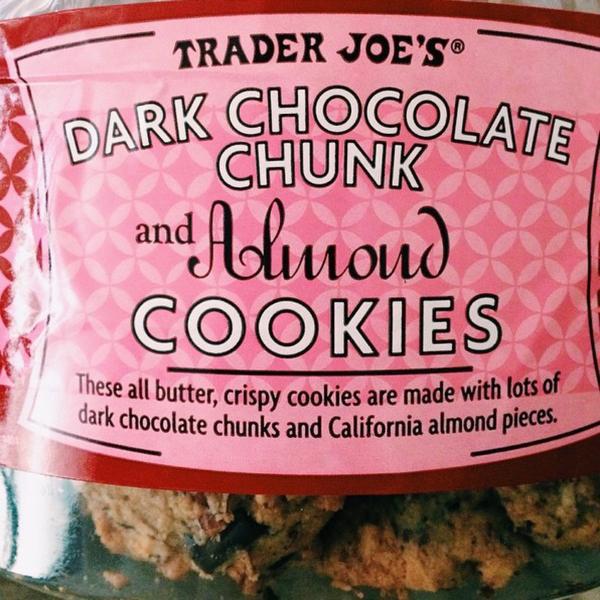 TRADER JOE'S®
DARK CHOCOLATE
CHUNK
and Almond
COOKIES
These all butter, crispy cookies are made with lots of
dark chocolate chunks and California almond pieces.